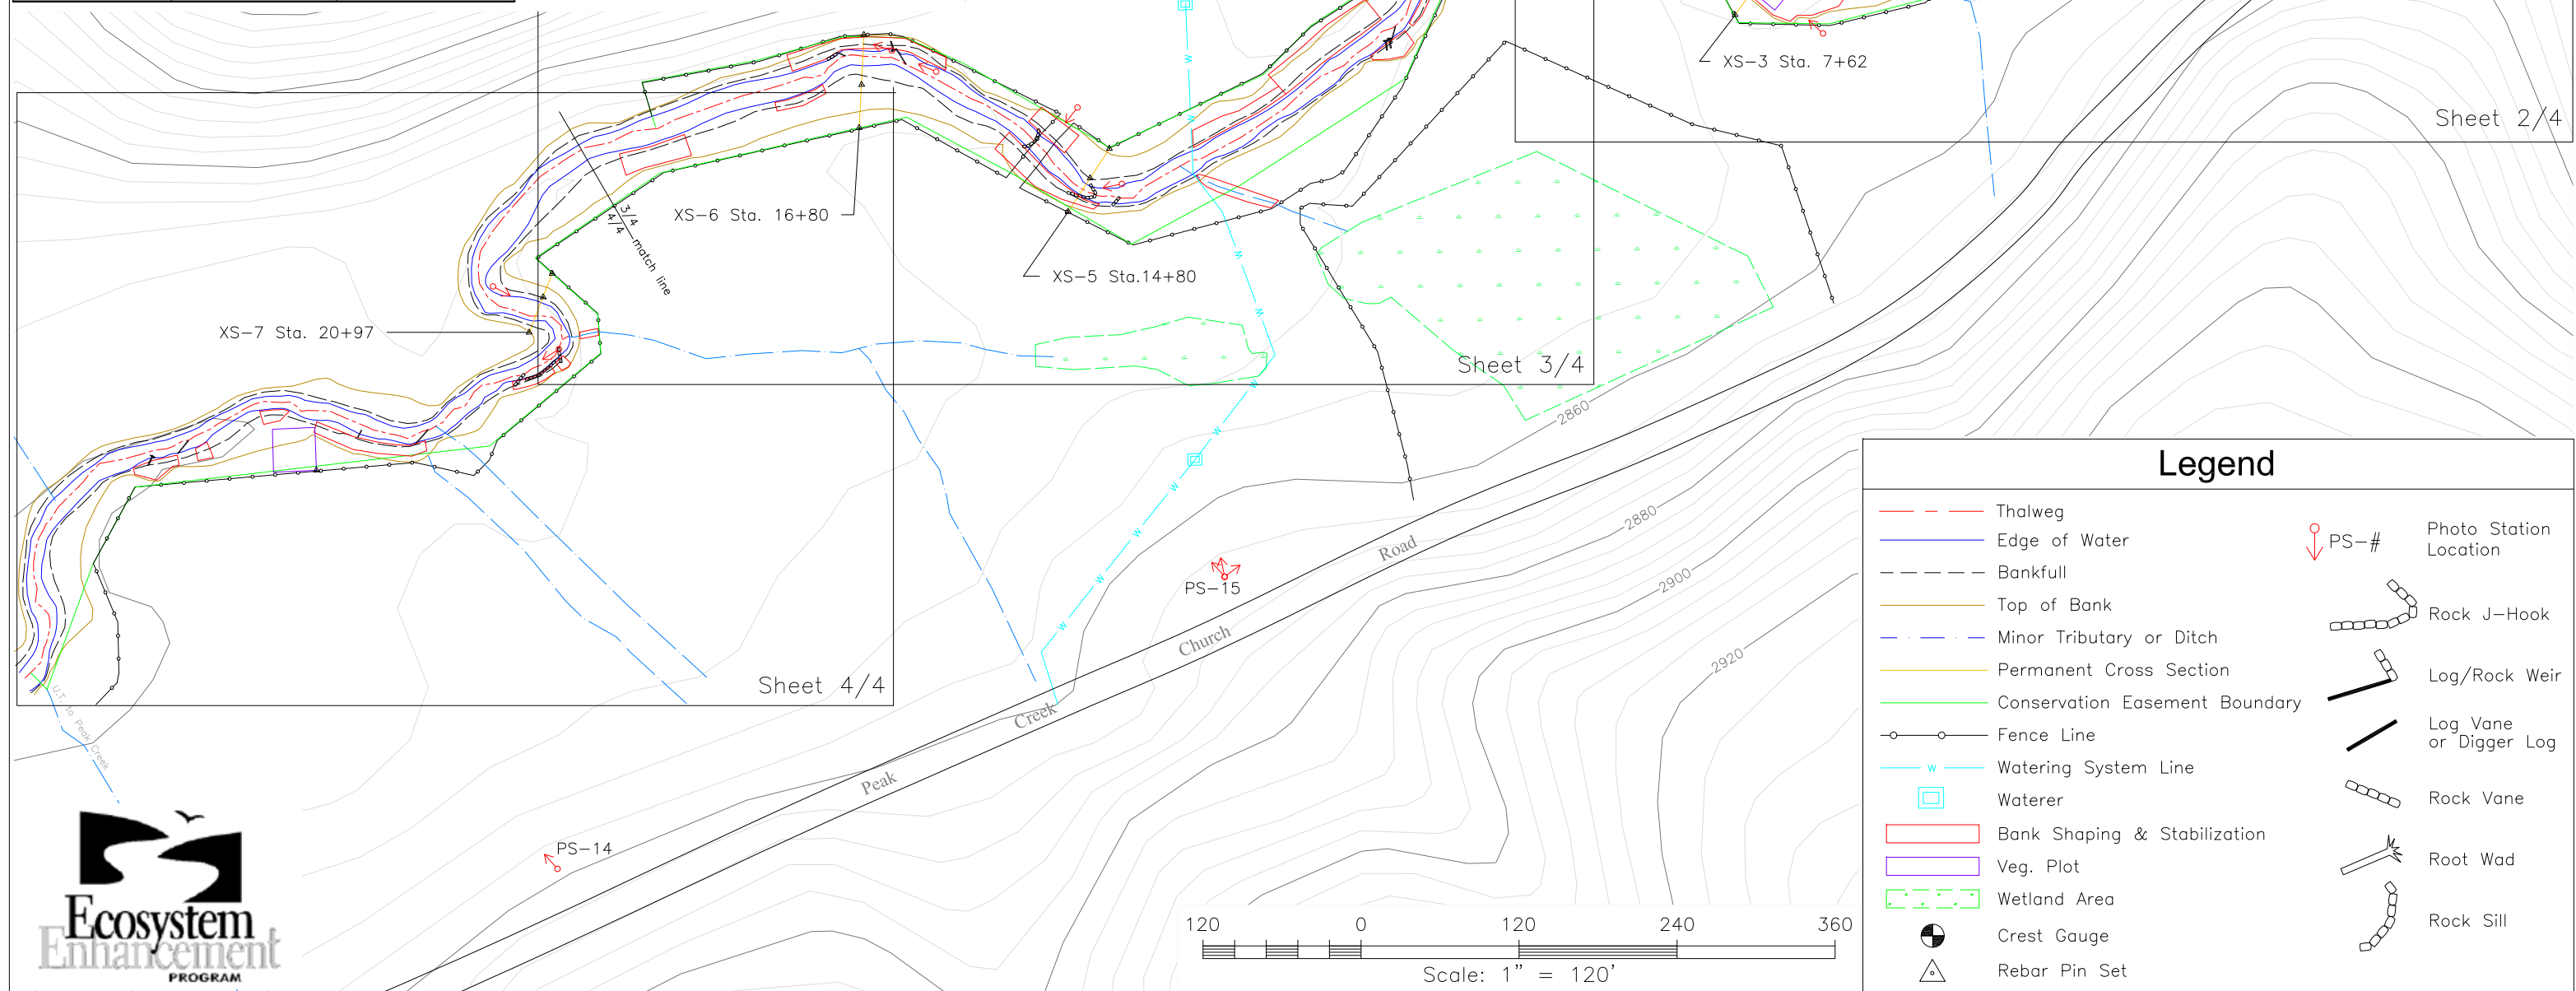 XS-3 Sta. 7+62
Sheet 2/4
XS-6 Sta. 16+80
3/4
4/4
match line
XS-5 Sta.14+80
XS-7 Sta. 20+97
Sheet 3/4
Sheet 4/4
W
W
W
W
W
W
W
W
W
W
W
W
2860
2880
2900
2920
PS-15
PS-14
Peak Creek Church Road
U.T. to Peak Creek
Ecosystem
Enhancement
PROGRAM
120 0 120 240 360
Scale: 1" = 120'
Legend
Thalweg
Edge of Water
Bankfull
Top of Bank
Minor Tributary or Ditch
Permanent Cross Section
Conservation Easement Boundary
Fence Line
W Watering System Line
Waterer
Bank Shaping & Stabilization
Veg. Plot
Wetland Area
Crest Gauge
Rebar Pin Set
PS-# Photo Station
Location
Rock J-Hook
Log/Rock Weir
Log Vane
or Digger Log
Rock Vane
Root Wad
Rock Sill